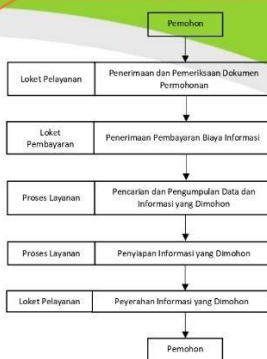 Pemohon
Loket Pelayanan
Penerimaan dan Pemeriksaan Dokumen
Permohonan
Loket
Pembayaran
Penerimaan Pembayaran Biaya Informasi
Proses Layanan
Pencarian dan Pengumpulan Data dan
Informasi yang Dimohon
Proses Layanan
Penyiapan Informasi yang Dimohon
Loket Pelayanan
Peyerahan Informasi yang Dimohon
Pemohon